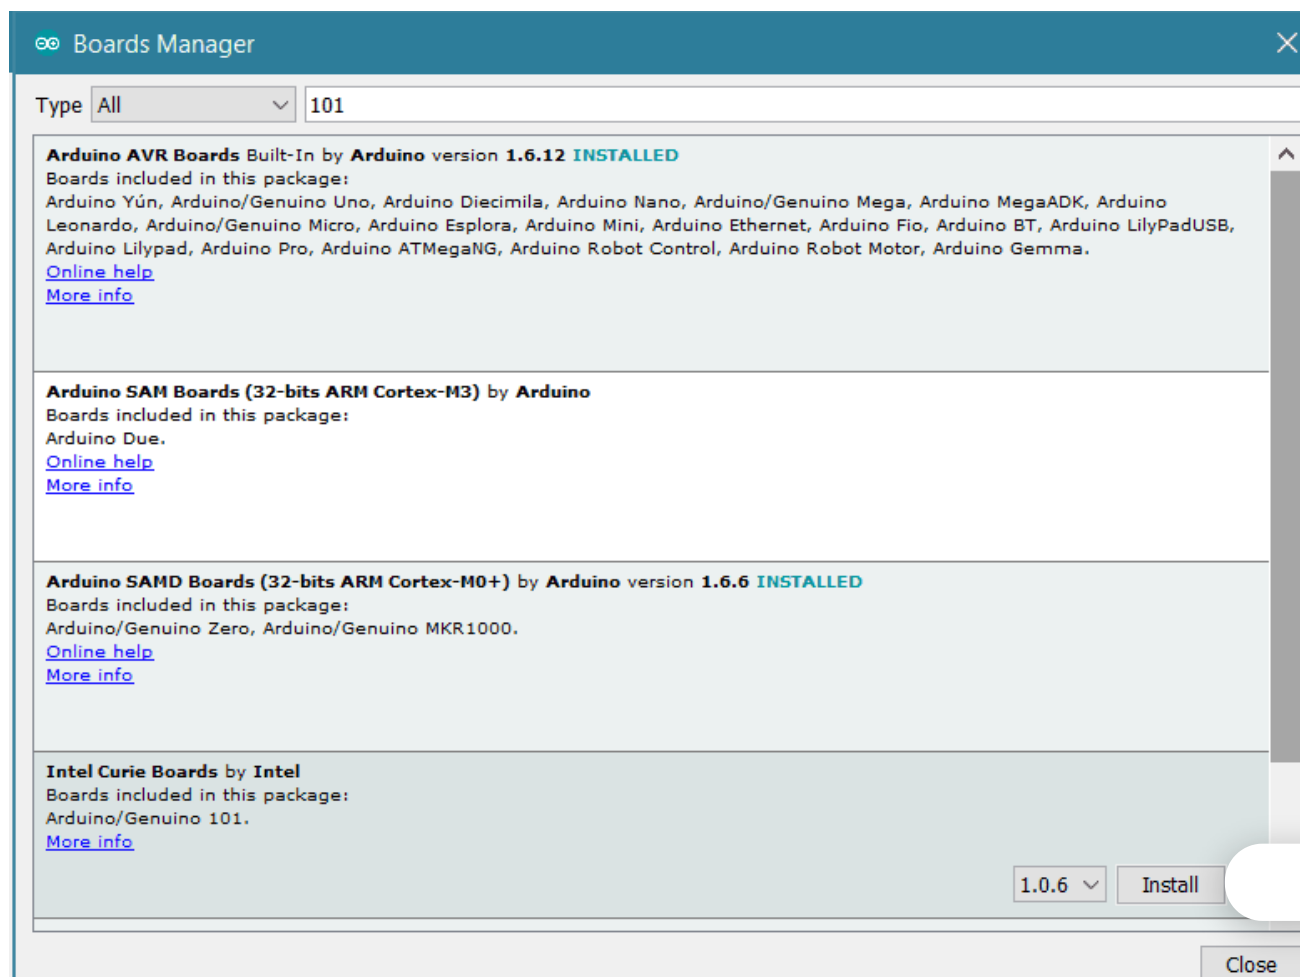 Boards Manager
Type All 101
Arduino AVR Boards Built-In by Arduino version 1.6.12 INSTALLED
Boards included in this package:
Arduino Yún, Arduino/Genuino Uno, Arduino Diecimila, Arduino Nano, Arduino/Genuino Mega, Arduino MegaADK, Arduino
Leonardo, Arduino/Genuino Micro, Arduino Esplora, Arduino Mini, Arduino Ethernet, Arduino Fio, Arduino BT, Arduino LilyPadUSB,
Arduino Lilypad, Arduino Pro, Arduino ATMegaNG, Arduino Robot Control, Arduino Robot Motor, Arduino Gemma.
Online help
More info
Arduino SAM Boards (32-bits ARM Cortex-M3) by Arduino
Boards included in this package:
Arduino Due.
Online help
More info
Arduino SAMD Boards (32-bits ARM Cortex-M0+) by Arduino version 1.6.6 INSTALLED
Boards included in this package:
Arduino/Genuino Zero, Arduino/Genuino MKR1000.
Online help
More info
Intel Curie Boards by Intel
Boards included in this package:
Arduino/Genuino 101.
More info
1.0.6 Install
Close